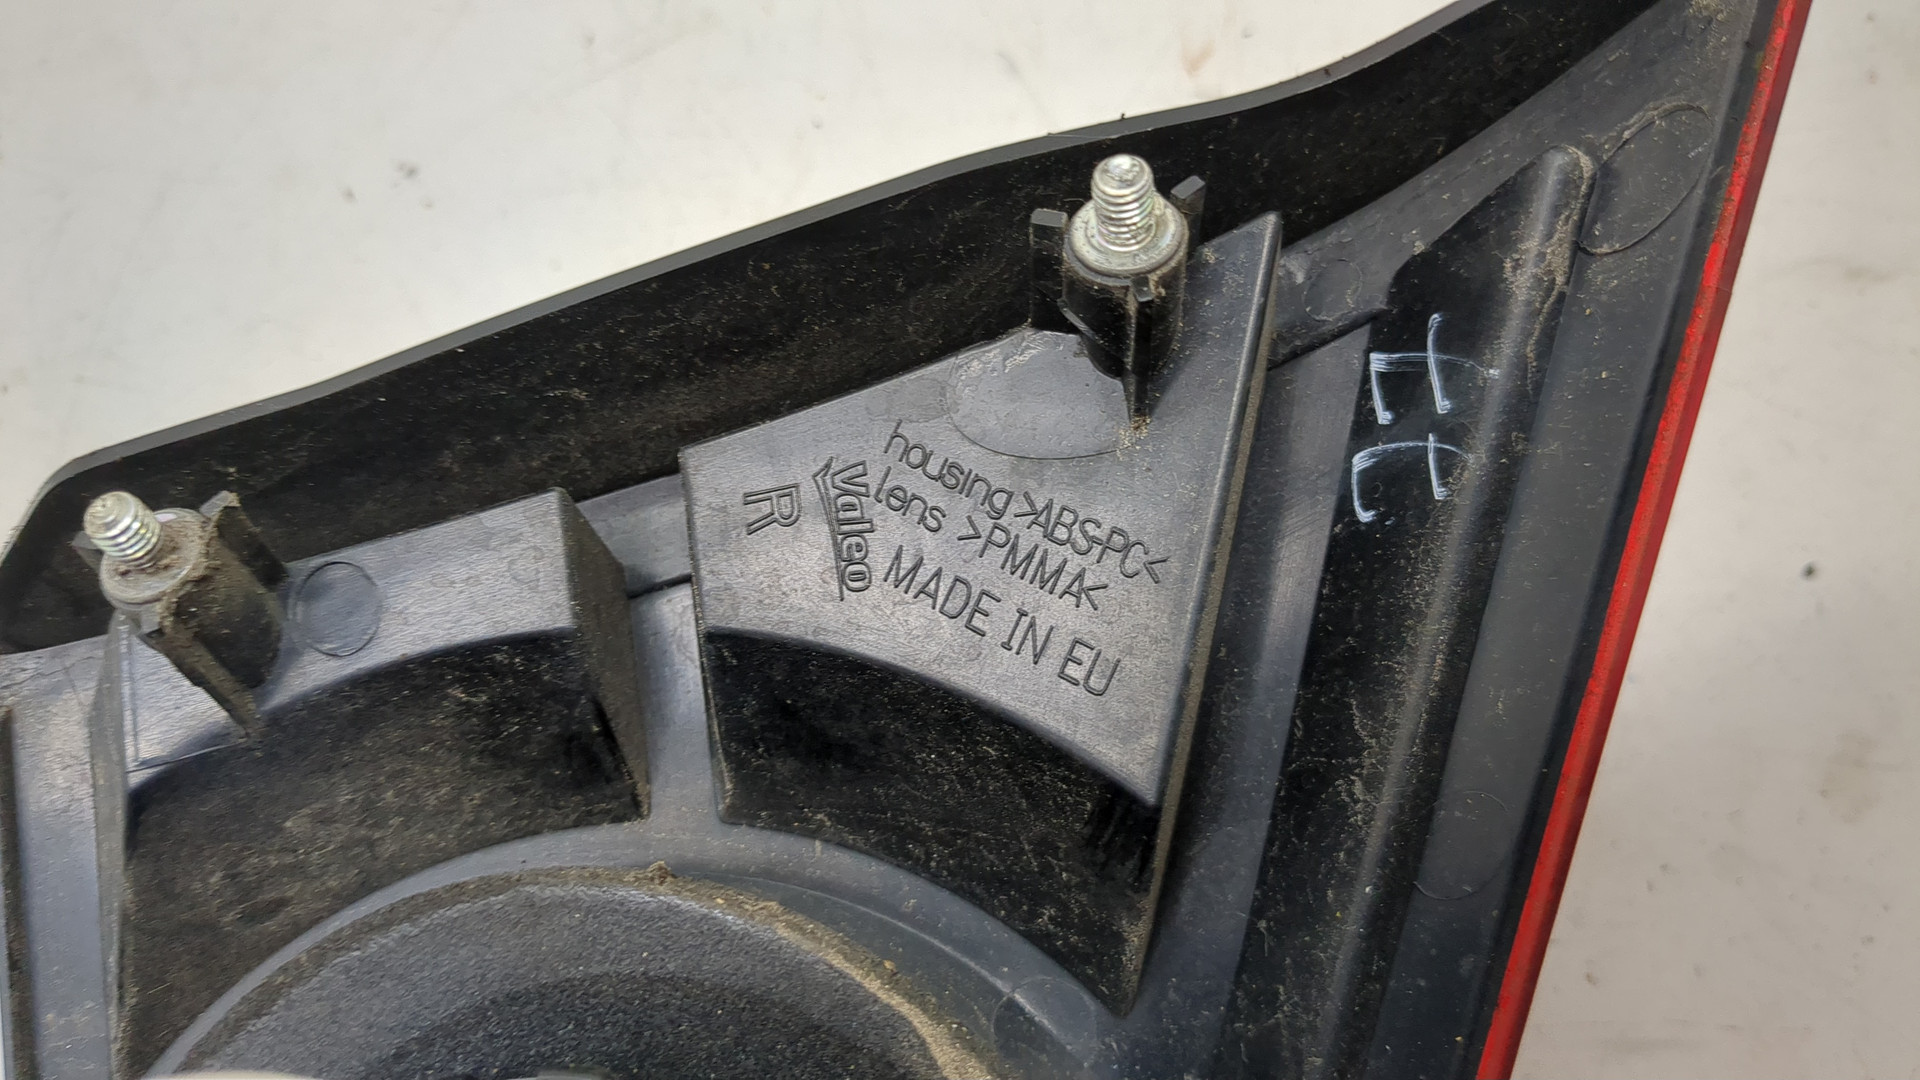 housing >ABS-PC<
lens >PMMA<
MADE IN EU
Valeo
R